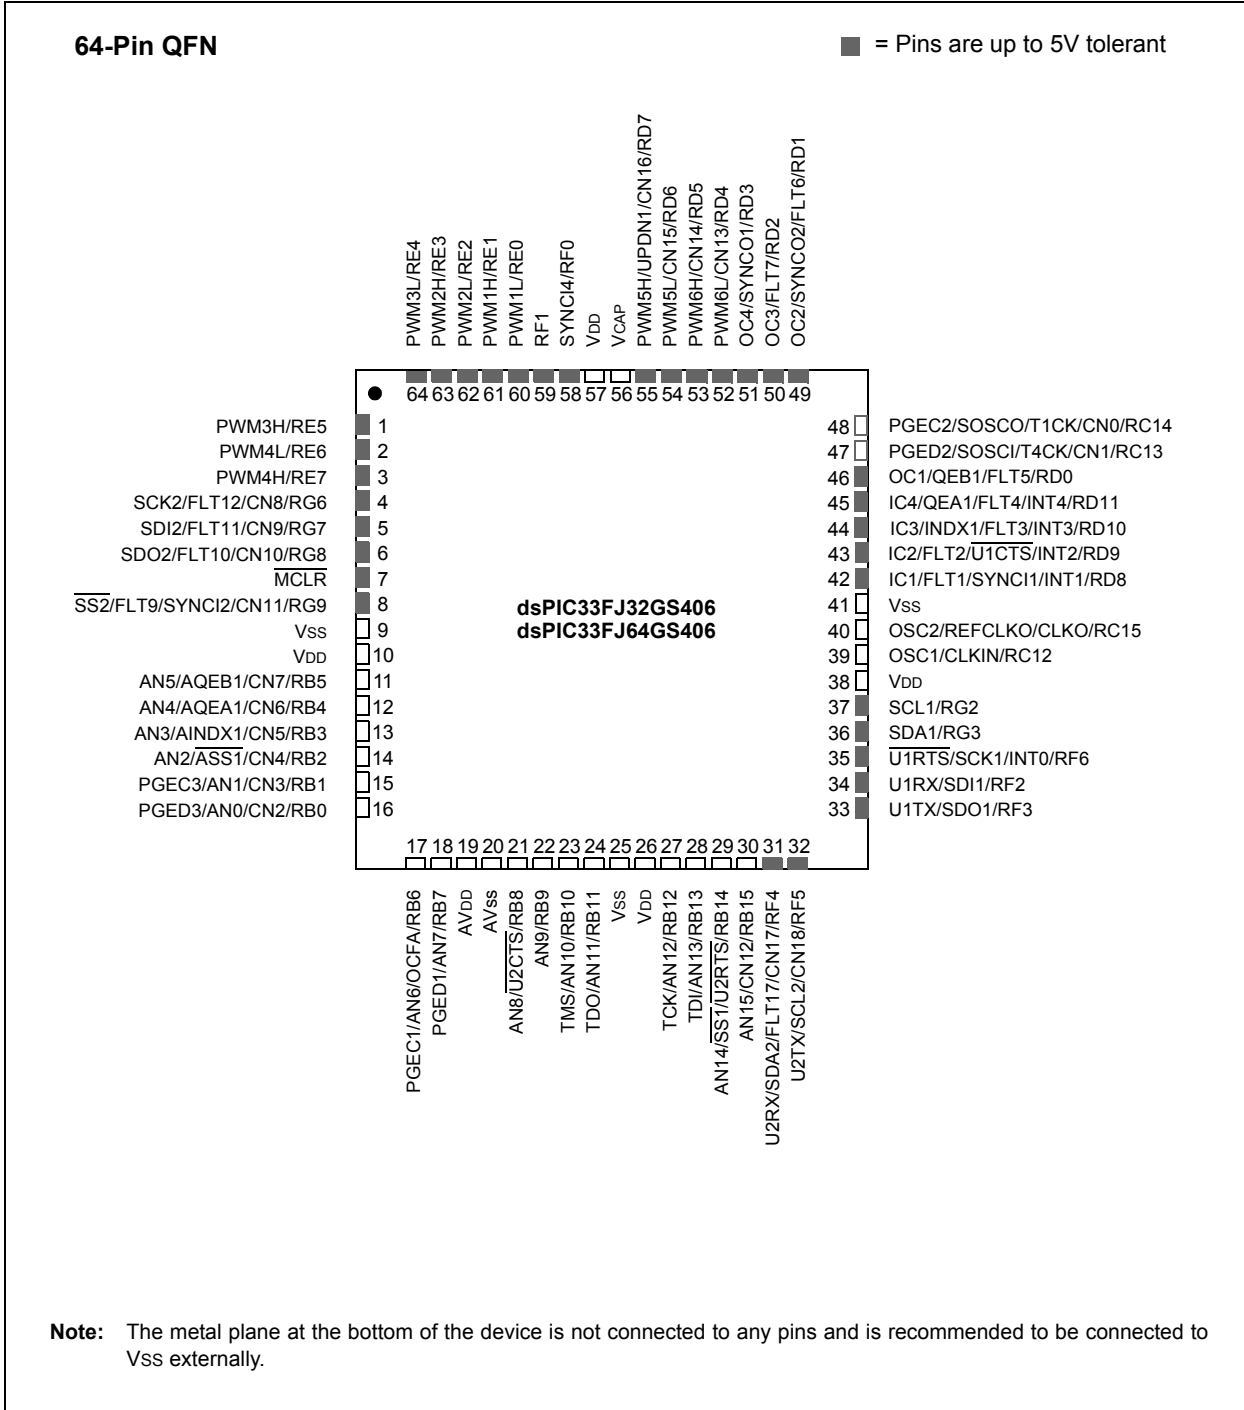 64-Pin QFN
= Pins are up to 5V tolerant
PWM3L/RE4
PWM2H/RE3
PWM2L/RE2
PWM1H/RE1
PWM1L/RE0
RF1
SYNCI4/RF0
VDD
VCAP
PWM5H/UPDN1/CN16/RD7
PWM5L/CN15/RD6
PWM6H/CN14/RD5
PWM6L/CN13/RD4
OC4/SYNCO1/RD3
OC3/FLT7/RD2
OC2/SYNCO2/FLT6/RD1
64 63 62 61 60 59 58 57 56 55 54 53 52 51 50 49
PWM3H/RE5 1
PWM4L/RE6 2
PWM4H/RE7 3
SCK2/FLT12/CN8/RG6 4
SDI2/FLT11/CN9/RG7 5
SDO2/FLT10/CN10/RG8 6
MCLR 7
SS2/FLT9/SYNCI2/CN11/RG9 8
VSS 9
VDD 10
AN5/AQEB1/CN7/RB5 11
AN4/AQEA1/CN6/RB4 12
AN3/AINDX1/CN5/RB3 13
AN2/ASS1/CN4/RB2 14
PGEC3/AN1/CN3/RB1 15
PGED3/AN0/CN2/RB0 16
dsPIC33FJ32GS406
dsPIC33FJ64GS406
48 PGEC2/SOSCO/T1CK/CN0/RC14
47 PGED2/SOSCI/T4CK/CN1/RC13
46 OC1/QEB1/FLT5/RD0
45 IC4/QEA1/FLT4/INT4/RD11
44 IC3/INDX1/FLT3/INT3/RD10
43 IC2/FLT2/U1CTS/INT2/RD9
42 IC1/FLT1/SYNCI1/INT1/RD8
41 VSS
40 OSC2/REFCLKO/CLKO/RC15
39 OSC1/CLKIN/RC12
38 VDD
37 SCL1/RG2
36 SDA1/RG3
35 U1RTS/SCK1/INT0/RF6
34 U1RX/SDI1/RF2
33 U1TX/SDO1/RF3
17 18 19 20 21 22 23 24 25 26 27 28 29 30 31 32
PGEC1/AN6/OCFA/RB6
PGED1/AN7/RB7
AVDD
AVSS
AN8/U2CTS/RB8
AN9/RB9
TMS/AN10/RB10
TDO/AN11/RB11
VSS
VDD
TCK/AN12/RB12
TDI/AN13/RB13
AN14/SS1/U2RTS/RB14
AN15/CN12/RB15
U2RX/SDA2/FLT17/CN17/RF4
U2TX/SCL2/CN18/RF5
Note: The metal plane at the bottom of the device is not connected to any pins and is recommended to be connected to
VSS externally.